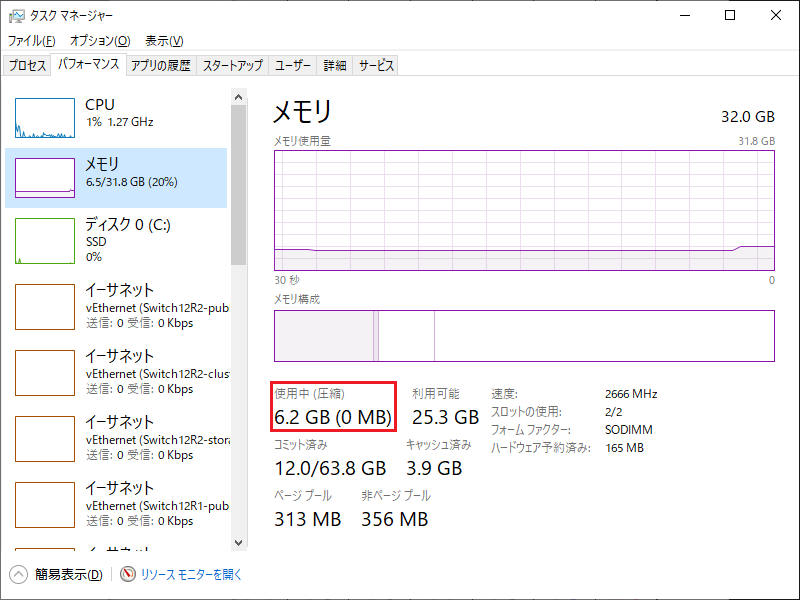 タスク マネージャー
ファイル(F) オプション(O) 表示(V)
プロセス パフォーマンス アプリの履歴 スタートアップ ユーザー 詳細 サービス
CPU
1% 1.27 GHz
メモリ
6.5/31.8 GB (20%)
ディスク 0 (C:)
SSD
0%
イーサネット
vEthernet (Switch12R2-pub
送信: 0 受信: 0 Kbps
イーサネット
vEthernet (Switch12R2-clus
送信: 0 受信: 0 Kbps
イーサネット
vEthernet (Switch12R2-stora
送信: 0 受信: 0 Kbps
イーサネット
vEthernet (Switch12R1-pub
送信: 0 受信: 0 Kbps
メモリ 32.0 GB
メモリ使用量 31.8 GB
30 秒 0
メモリ構成
使用中 (圧縮) 利用可能
6.2 GB (0 MB) 25.3 GB
コミット済み キャッシュ済み
12.0/63.8 GB 3.9 GB
ページ プール 非ページ プール
313 MB 356 MB
速度: 2666 MHz
スロットの使用: 2/2
フォーム ファクター: SODIMM
ハードウェア予約済み: 165 MB
簡易表示(D) リソース モニターを開く